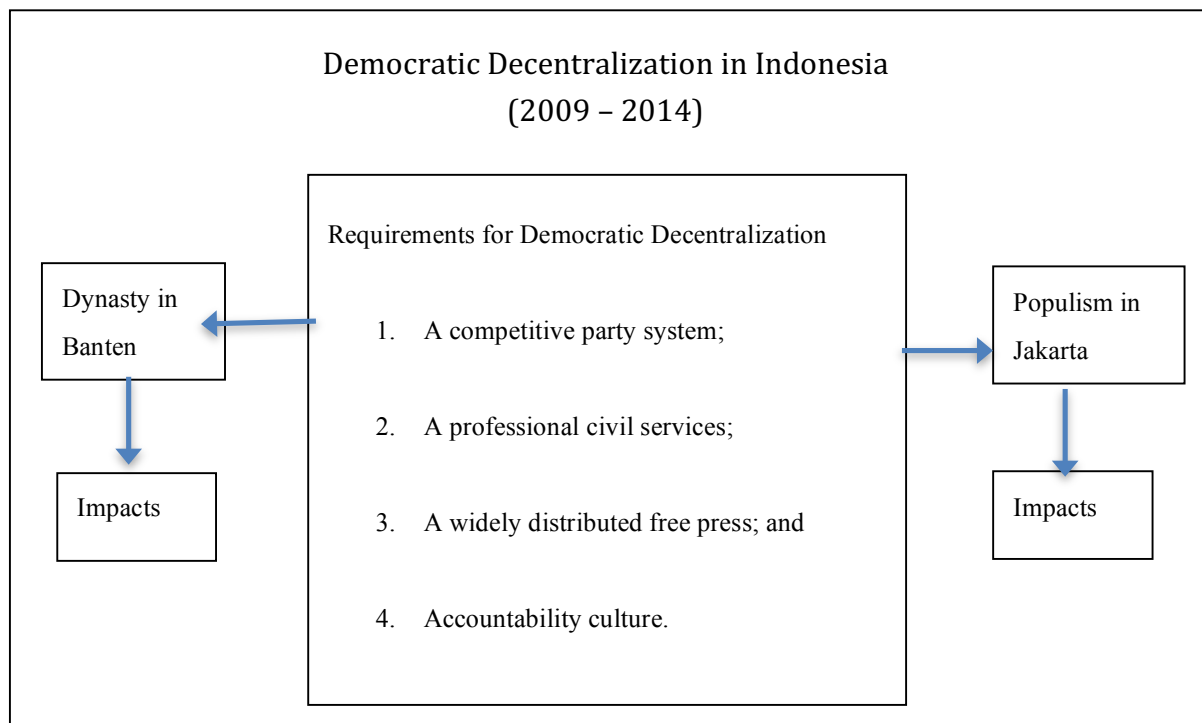 Democratic Decentralization in Indonesia
(2009 – 2014)
Requirements for Democratic Decentralization
1. A competitive party system;
2. A professional civil services;
3. A widely distributed free press; and
4. Accountability culture.
Dynasty in
Banten
Impacts
Populism in
Jakarta
Impacts